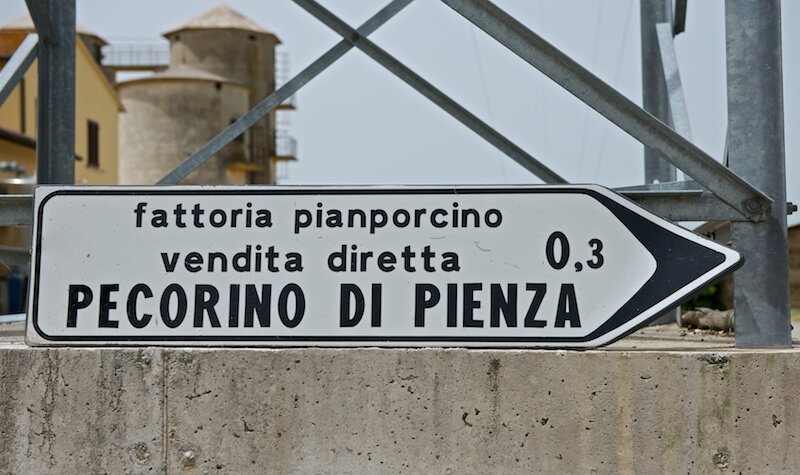 fattoria pianporcino
vendita diretta 0,3
PECORINO DI PIENZA